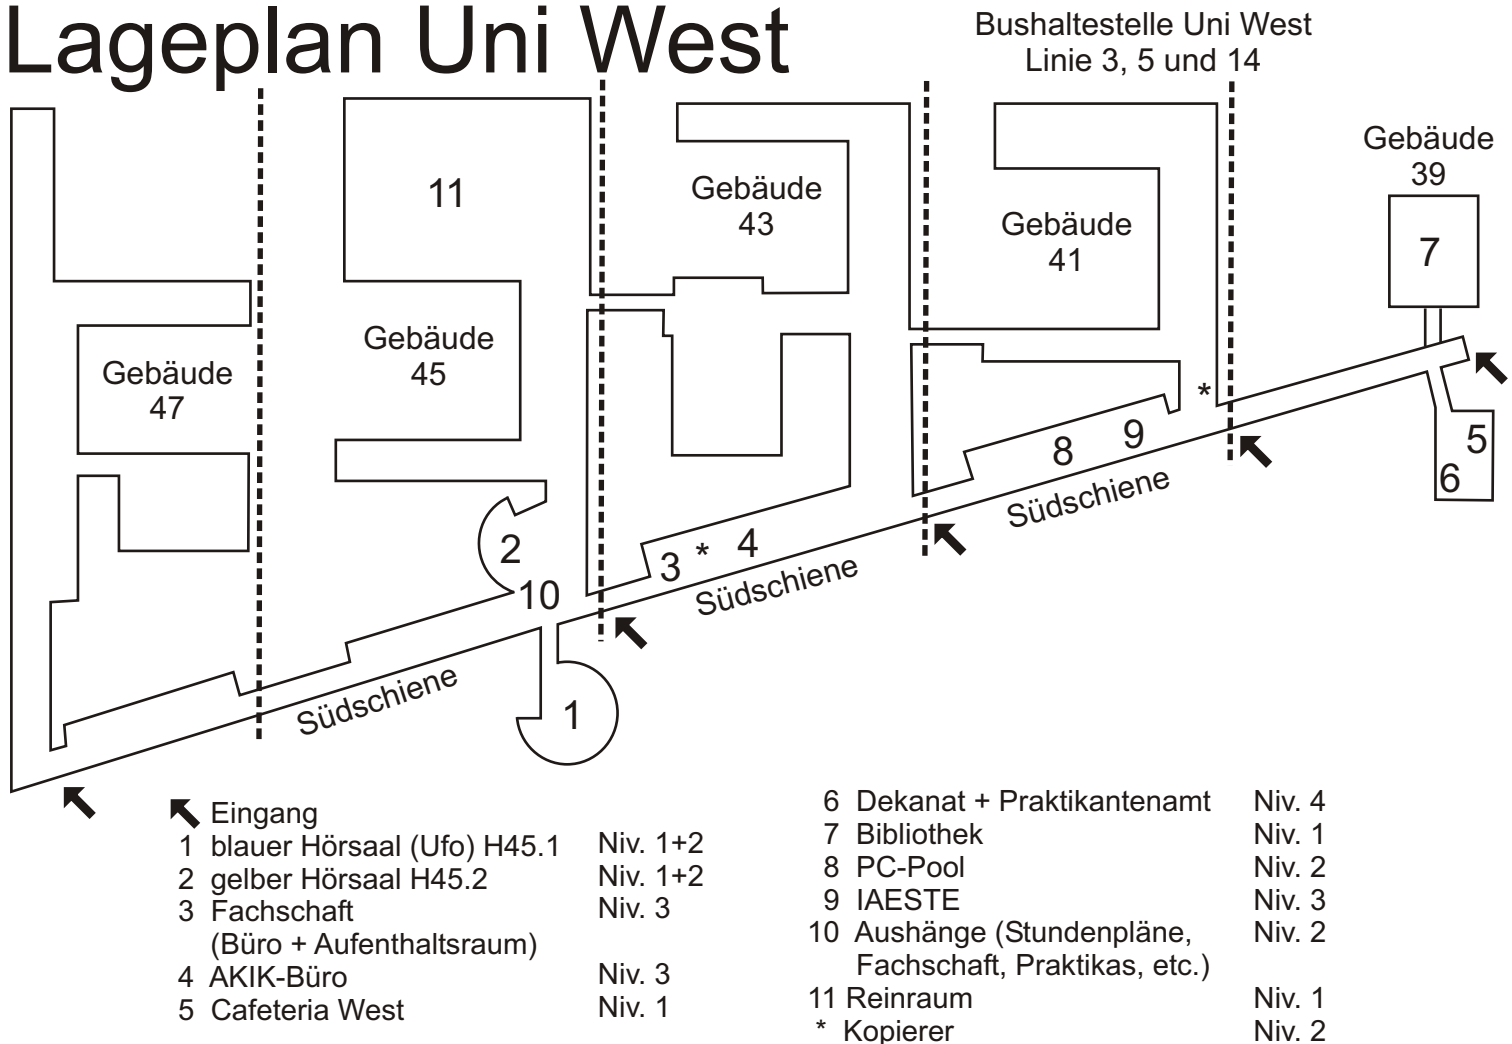 Lageplan Uni West
Bushaltestelle Uni West
Linie 3, 5 und 14
Gebäude
39
7
11
Gebäude
43
Gebäude
41
Gebäude
45
Gebäude
47
*
5
6
8
9
Südschiene
2
10
3
*
4
Südschiene
1
Südschiene
Eingang
1 blauer Hörsaal (Ufo) H45.1 Niv. 1+2
2 gelber Hörsaal H45.2 Niv. 1+2
3 Fachschaft Niv. 3
(Büro + Aufenthaltsraum)
4 AKIK-Büro Niv. 3
5 Cafeteria West Niv. 1
6 Dekanat + Praktikantenamt Niv. 4
7 Bibliothek Niv. 1
8 PC-Pool Niv. 2
9 IAESTE Niv. 3
10 Aushänge (Stundenpläne, Niv. 2
Fachschaft, Praktikas, etc.)
11 Reinraum Niv. 1
* Kopierer Niv. 2